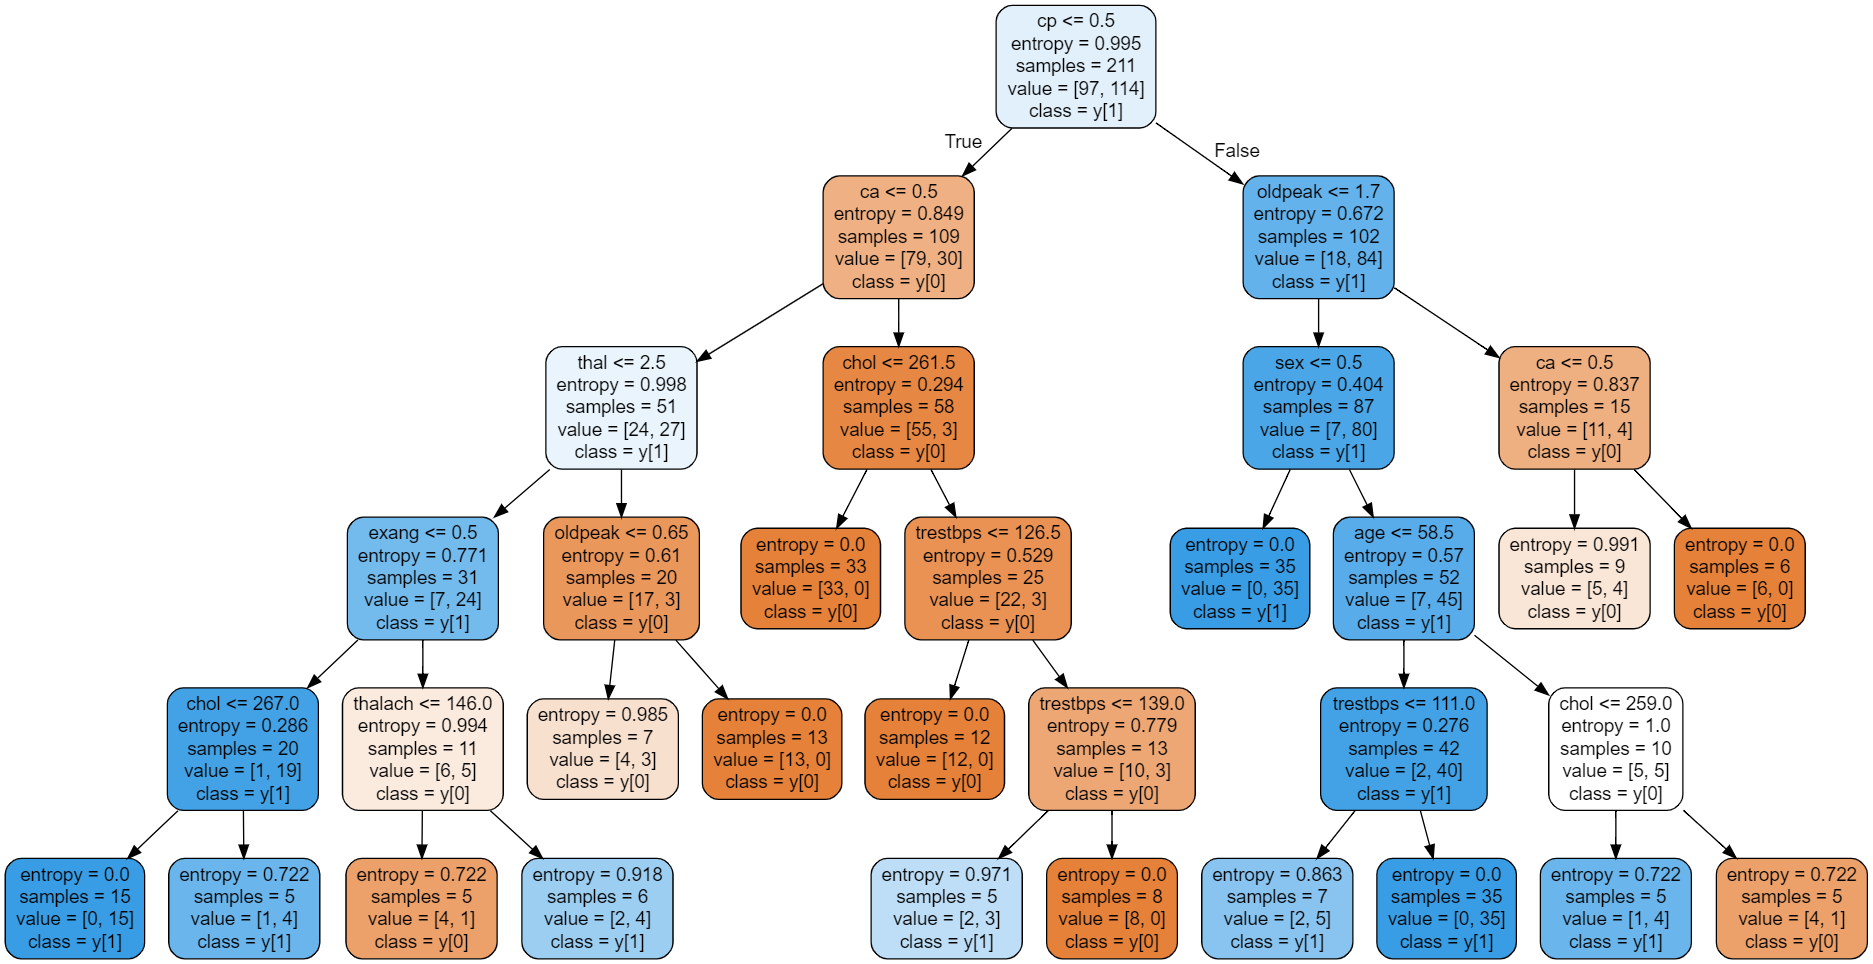 cp <= 0.5
entropy = 0.995
samples = 211
value = [97, 114]
class = y[1]
True
False
ca <= 0.5
entropy = 0.849
samples = 109
value = [79, 30]
class = y[0]
oldpeak <= 1.7
entropy = 0.672
samples = 102
value = [18, 84]
class = y[1]
thal <= 2.5
entropy = 0.998
samples = 51
value = [24, 27]
class = y[1]
chol <= 261.5
entropy = 0.294
samples = 58
value = [55, 3]
class = y[0]
sex <= 0.5
entropy = 0.404
samples = 87
value = [7, 80]
class = y[1]
ca <= 0.5
entropy = 0.837
samples = 15
value = [11, 4]
class = y[0]
exang <= 0.5
entropy = 0.771
samples = 31
value = [7, 24]
class = y[1]
oldpeak <= 0.65
entropy = 0.61
samples = 20
value = [17, 3]
class = y[0]
entropy = 0.0
samples = 33
value = [33, 0]
class = y[0]
trestbps <= 126.5
entropy = 0.529
samples = 25
value = [22, 3]
class = y[0]
entropy = 0.0
samples = 35
value = [0, 35]
class = y[1]
age <= 58.5
entropy = 0.57
samples = 52
value = [7, 45]
class = y[1]
entropy = 0.991
samples = 9
value = [5, 4]
class = y[0]
entropy = 0.0
samples = 6
value = [6, 0]
class = y[0]
chol <= 267.0
entropy = 0.286
samples = 20
value = [1, 19]
class = y[1]
thalach <= 146.0
entropy = 0.994
samples = 11
value = [6, 5]
class = y[0]
entropy = 0.985
samples = 7
value = [4, 3]
class = y[0]
entropy = 0.0
samples = 13
value = [13, 0]
class = y[0]
entropy = 0.0
samples = 12
value = [12, 0]
class = y[0]
trestbps <= 139.0
entropy = 0.779
samples = 13
value = [10, 3]
class = y[0]
trestbps <= 111.0
entropy = 0.276
samples = 42
value = [2, 40]
class = y[1]
chol <= 259.0
entropy = 1.0
samples = 10
value = [5, 5]
class = y[0]
entropy = 0.0
samples = 15
value = [0, 15]
class = y[1]
entropy = 0.722
samples = 5
value = [1, 4]
class = y[1]
entropy = 0.722
samples = 5
value = [4, 1]
class = y[0]
entropy = 0.918
samples = 6
value = [2, 4]
class = y[1]
entropy = 0.971
samples = 5
value = [2, 3]
class = y[1]
entropy = 0.0
samples = 8
value = [8, 0]
class = y[0]
entropy = 0.863
samples = 7
value = [2, 5]
class = y[1]
entropy = 0.0
samples = 35
value = [0, 35]
class = y[1]
entropy = 0.722
samples = 5
value = [1, 4]
class = y[1]
entropy = 0.722
samples = 5
value = [4, 1]
class = y[0]